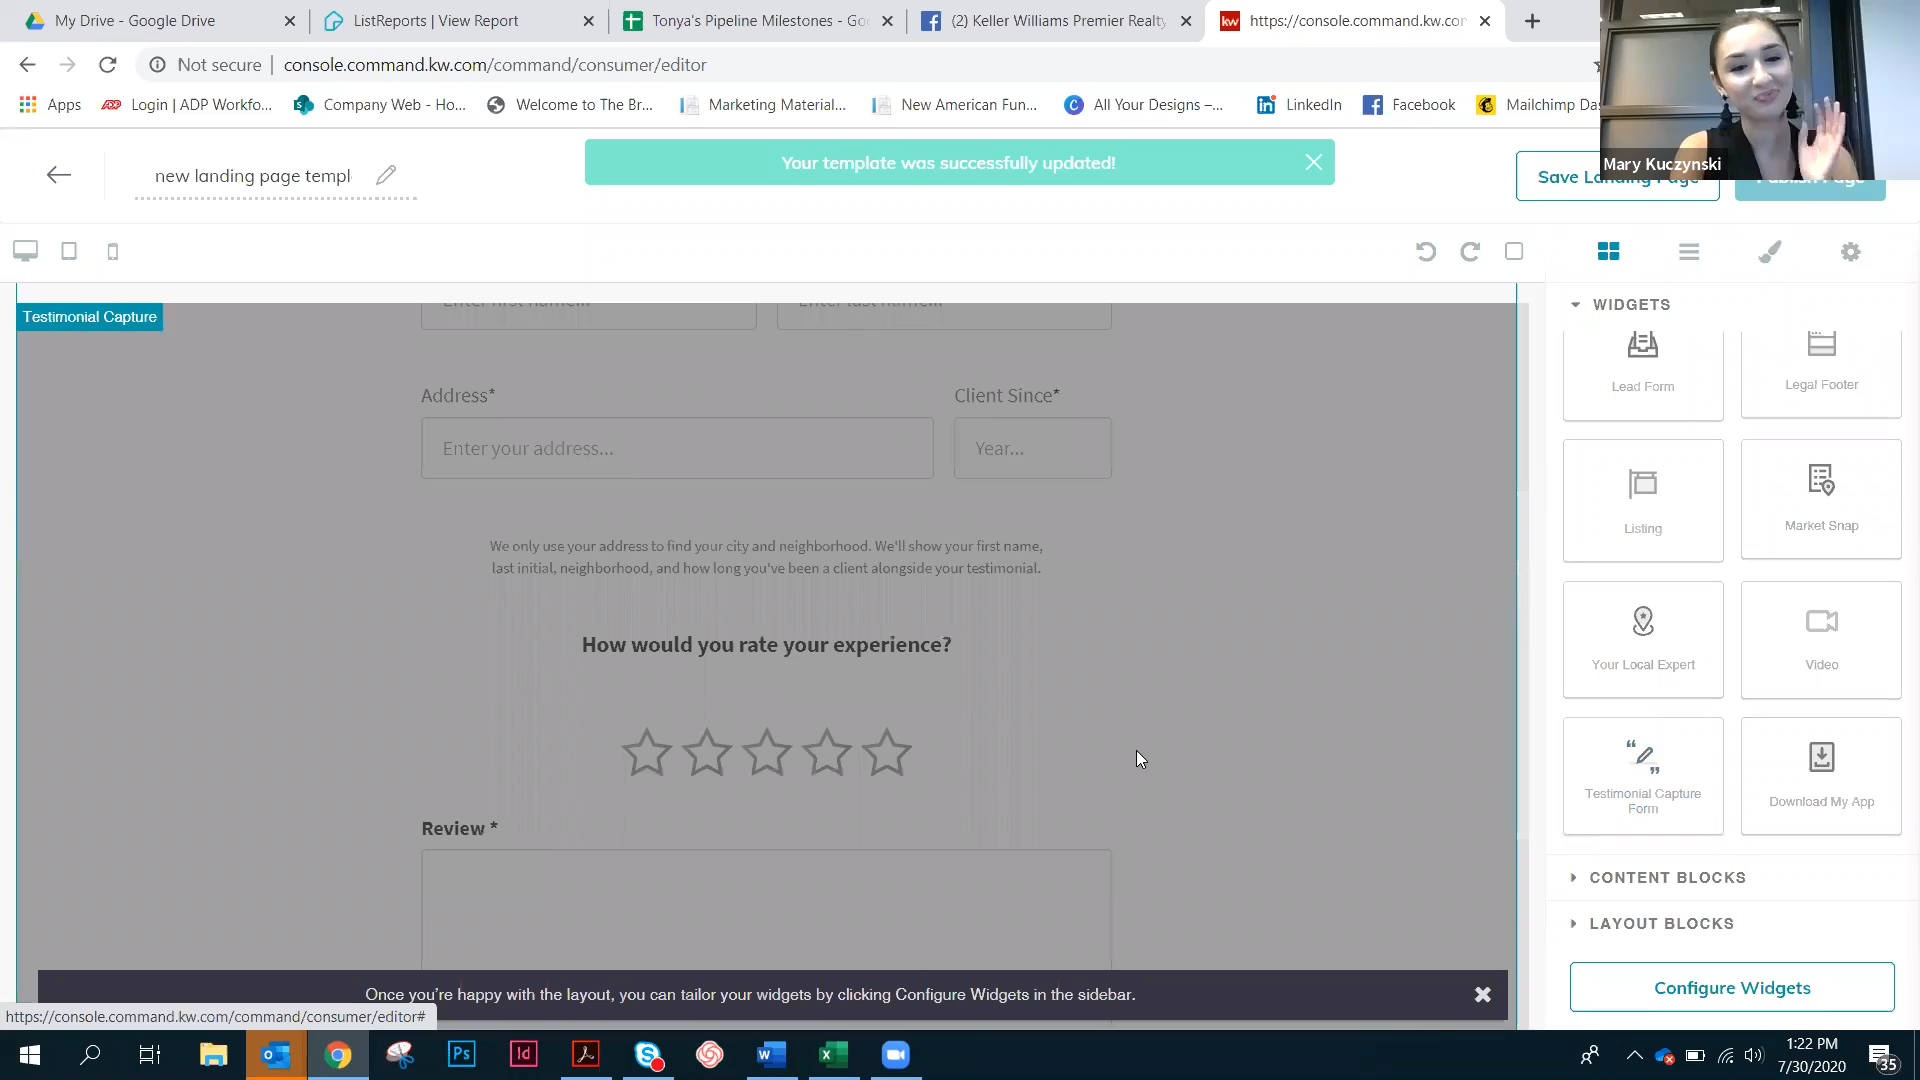 My Drive - Google Drive
ListReports | View Report
Tonya's Pipeline Milestones - Go
(2) Keller Williams Premier Realty
https://console.command.kw.com
Not secure | console.command.kw.com/command/consumer/editor
Apps
Login | ADP Workfo...
Company Web - Ho...
Welcome to The Br...
Marketing Material...
New American Fun...
All Your Designs –...
LinkedIn
Facebook
Mailchimp Das
Mary Kuczynski
new landing page templ
Your template was successfully updated!
Save Landing Page
Publish Page
Testimonial Capture
WIDGETS
Enter first name...
Enter last name...
Address*
Client Since*
Enter your address...
Year...
We only use your address to find your city and neighborhood. We'll show your first name,
last initial, neighborhood, and how long you've been a client alongside your testimonial.
How would you rate your experience?
Review *
Lead Form
Legal Footer
Listing
Market Snap
Your Local Expert
Video
Testimonial Capture
Form
Download My App
CONTENT BLOCKS
LAYOUT BLOCKS
Configure Widgets
Once you're happy with the layout, you can tailor your widgets by clicking Configure Widgets in the sidebar.
https://console.command.kw.com/command/consumer/editor#
1:22 PM
7/30/2020
35